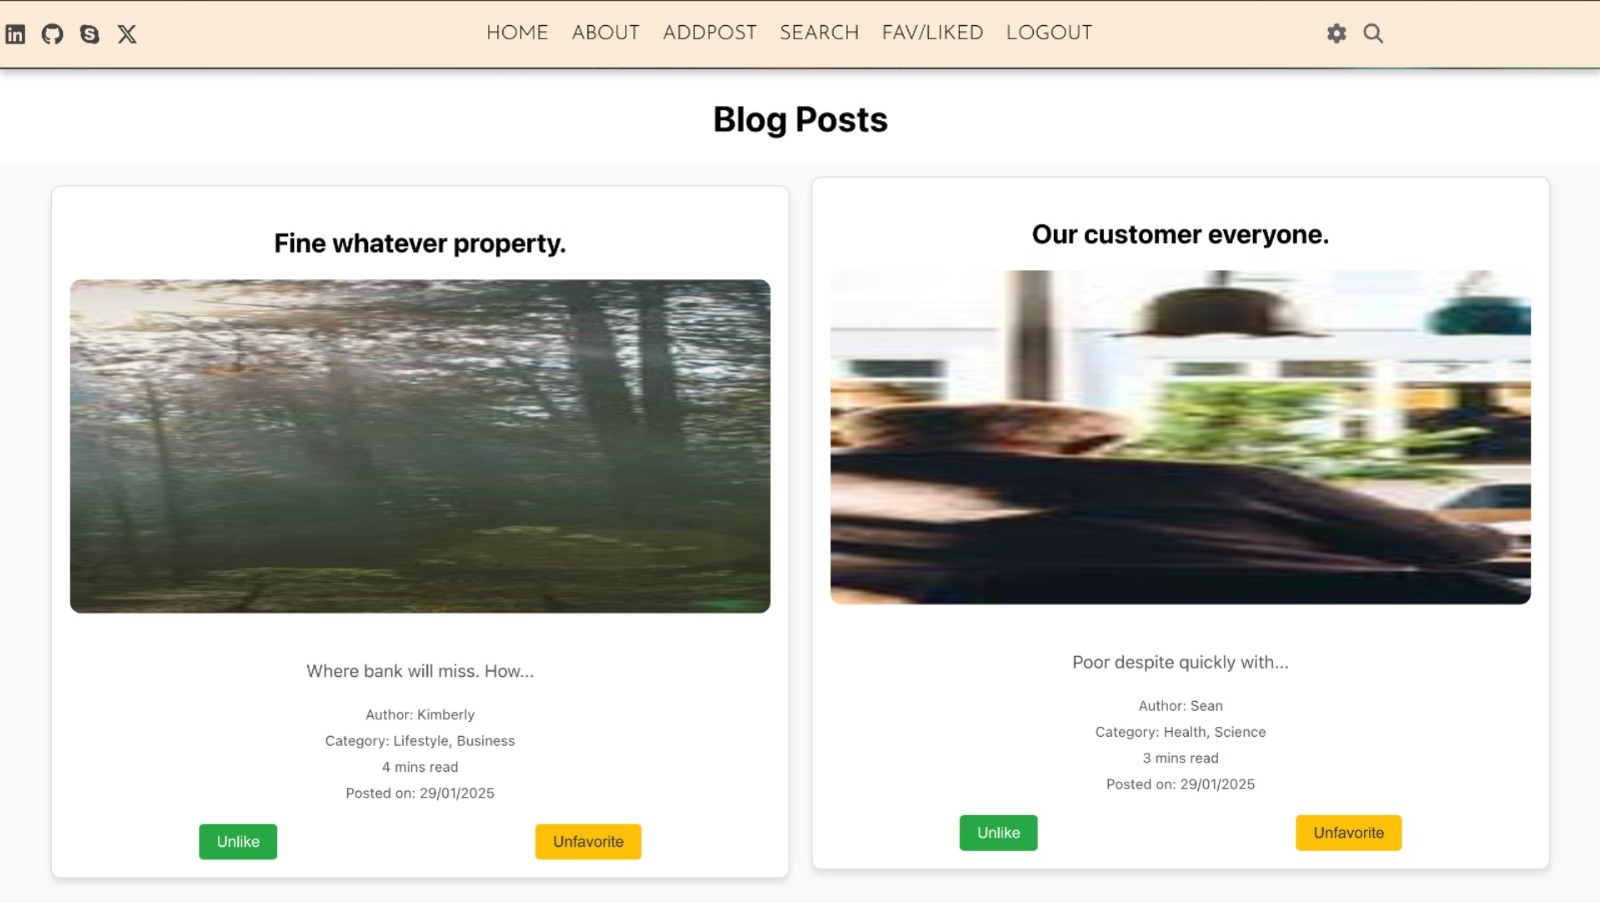 HOME ABOUT ADDPOST SEARCH FAV/LIKED LOGOUT
Blog Posts
Fine whatever property.
Where bank will miss. How...
Author: Kimberly
Category: Lifestyle, Business
4 mins read
Posted on: 29/01/2025
Unlike Unfavorite
Our customer everyone.
Poor despite quickly with...
Author: Sean
Category: Health, Science
3 mins read
Posted on: 29/01/2025
Unlike Unfavorite